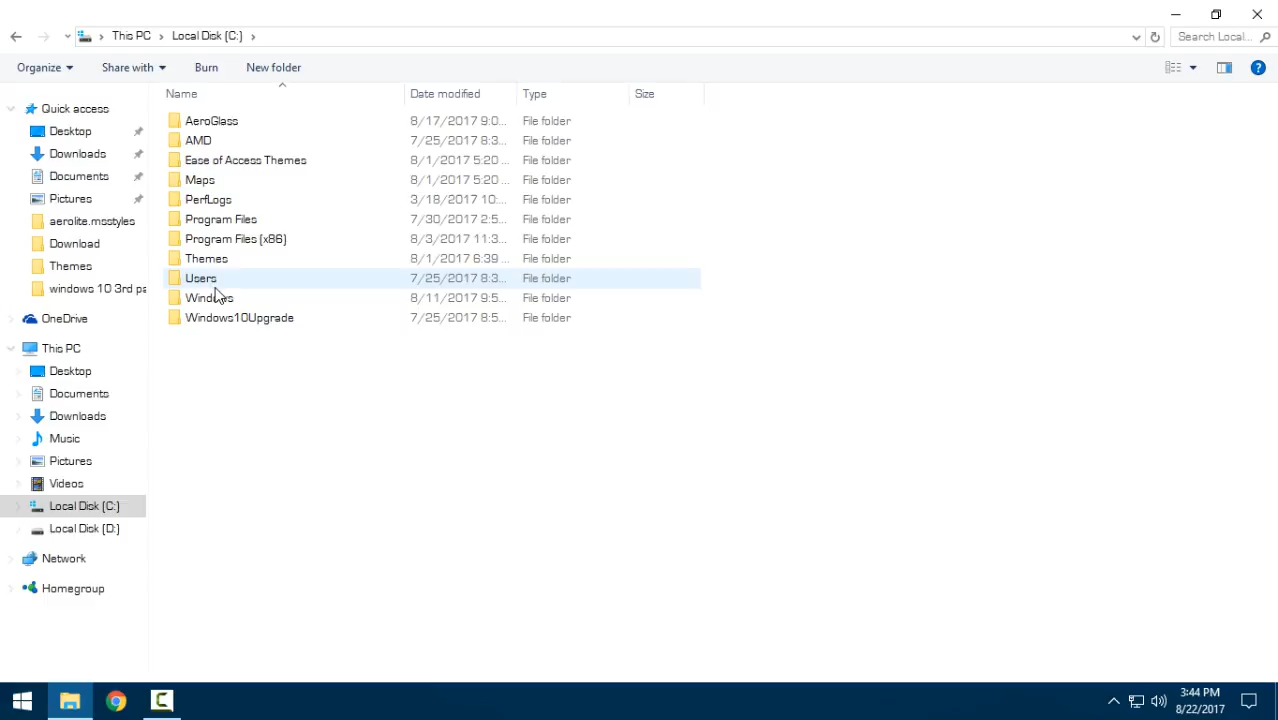 This PC > Local Disk (C:) >
Search Local...
Organize Share with Burn New folder
Name Date modified Type Size
Quick access
Desktop
Downloads
Documents
Pictures
aerolite.msstyles
Download
Themes
windows 10 3rd pa
OneDrive
This PC
Desktop
Documents
Downloads
Music
Pictures
Videos
Local Disk (C:)
Local Disk (D:)
Network
Homegroup
AeroGlass 8/17/2017 9:0... File folder
AMD 7/25/2017 8:3... File folder
Ease of Access Themes 8/1/2017 5:20 ... File folder
Maps 8/1/2017 5:20 ... File folder
PerfLogs 3/18/2017 10:... File folder
Program Files 7/30/2017 2:5... File folder
Program Files (x86) 8/3/2017 11:3... File folder
Themes 8/1/2017 6:39 ... File folder
Users 7/25/2017 8:3... File folder
Windows 8/11/2017 9:5... File folder
Windows10Upgrade 7/25/2017 8:5... File folder
3:44 PM
8/22/2017